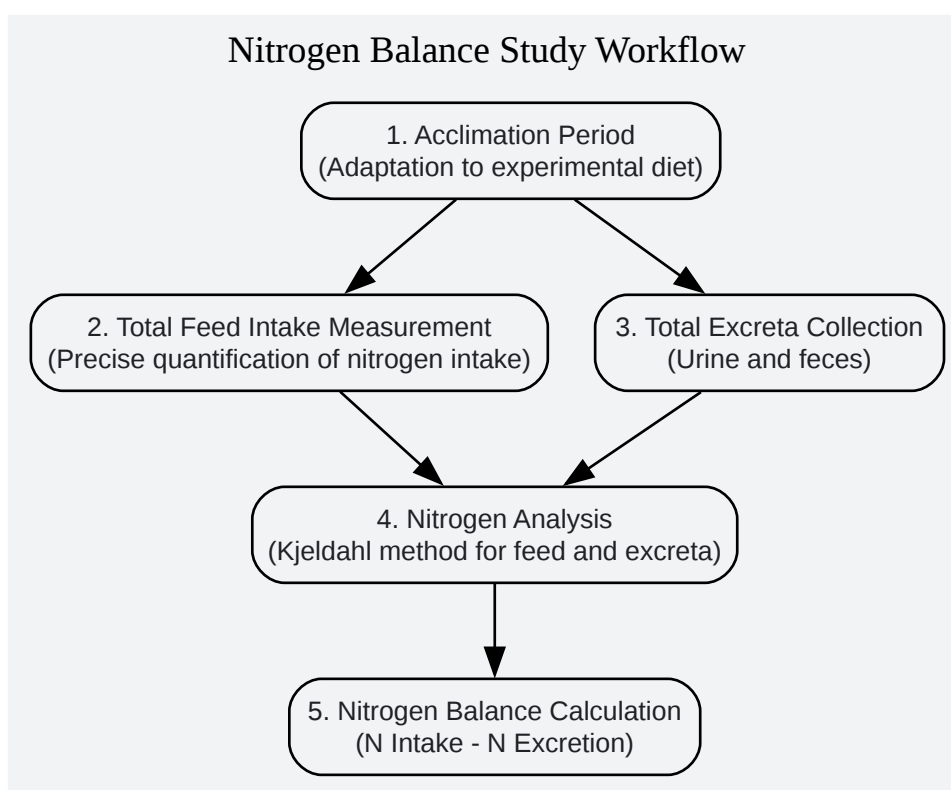 Nitrogen Balance Study Workflow
1. Acclimation Period
(Adaptation to experimental diet)
2. Total Feed Intake Measurement
(Precise quantification of nitrogen intake)
3. Total Excreta Collection
(Urine and feces)
4. Nitrogen Analysis
(Kjeldahl method for feed and excreta)
5. Nitrogen Balance Calculation
(N Intake - N Excretion)